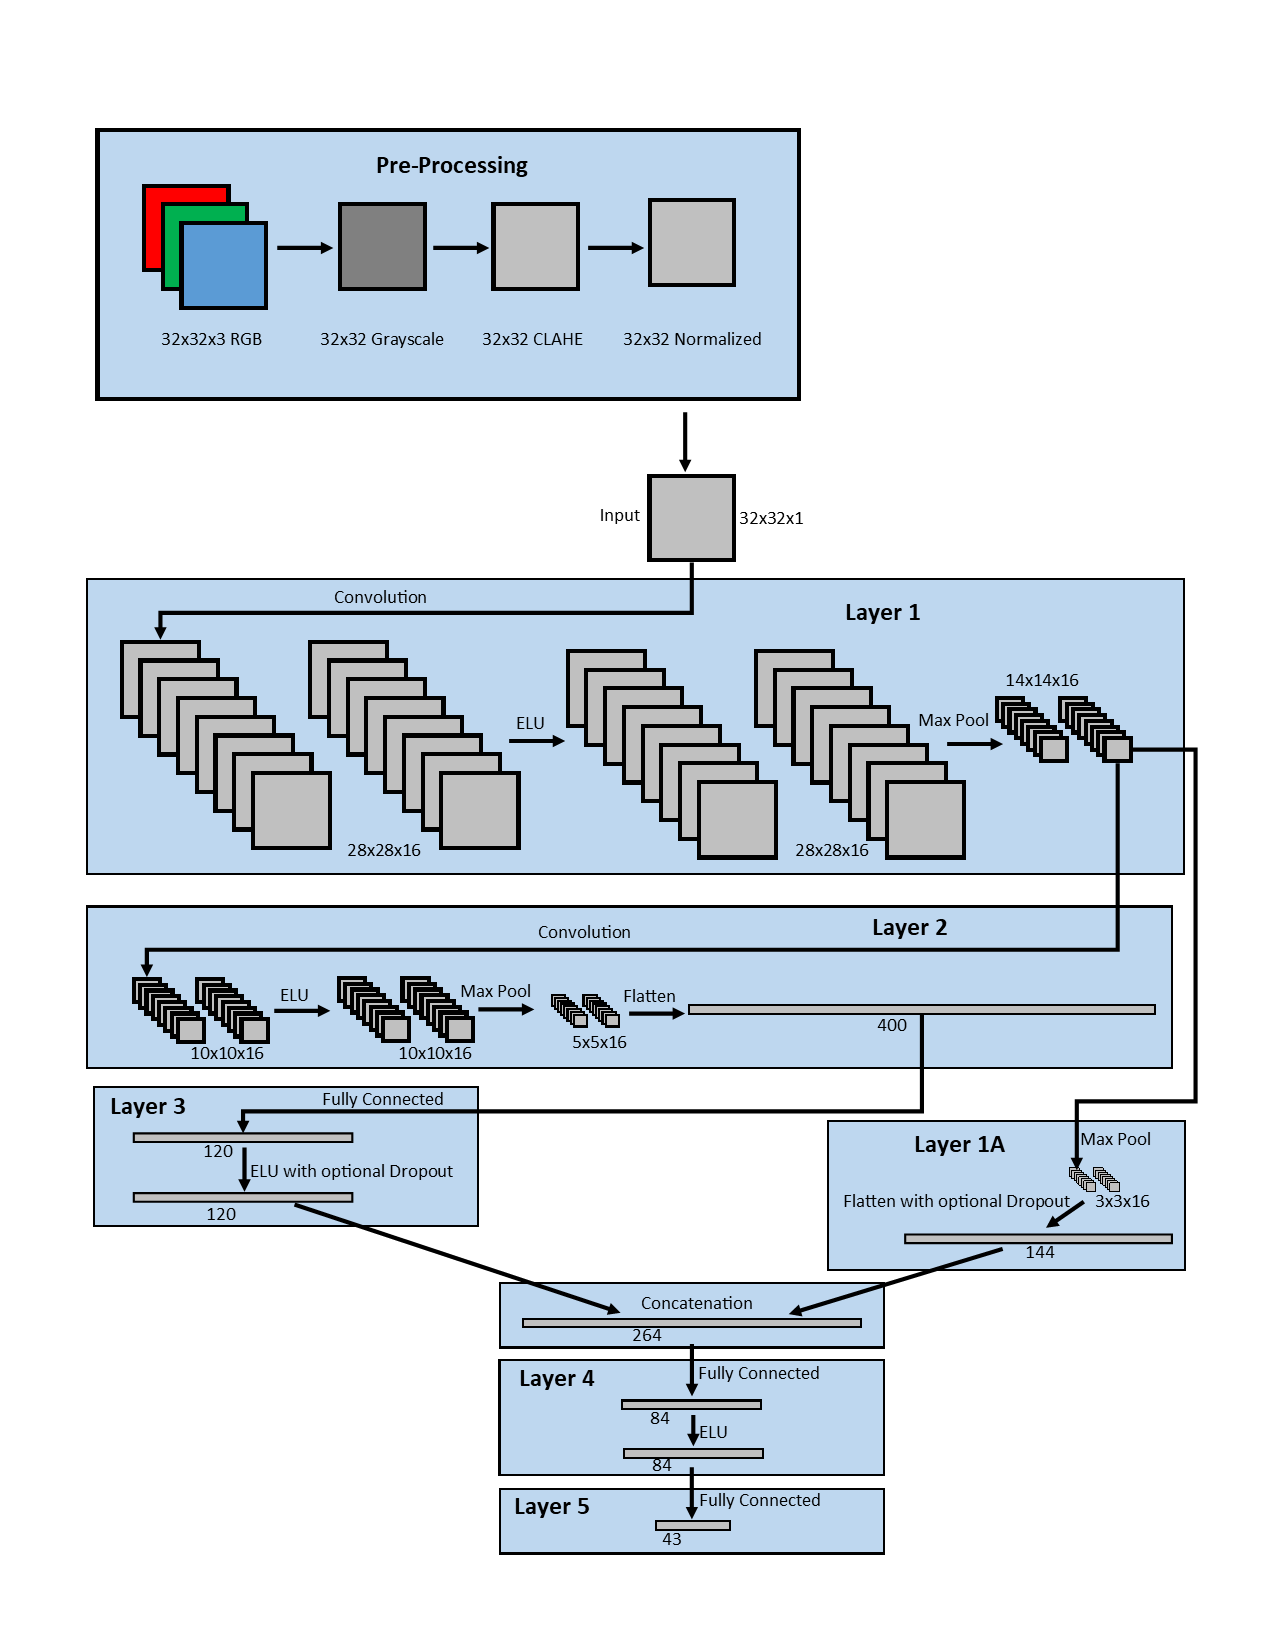 Pre-Processing
32x32x3 RGB
32x32 Grayscale
32x32 CLAHE
32x32 Normalized
Input
32x32x1
Convolution
Layer 1
14x14x16
ELU
Max Pool
28x28x16
28x28x16
Layer 2
Convolution
ELU
Max Pool
Flatten
400
10x10x16
10x10x16
5x5x16
Layer 3
Fully Connected
120
ELU with optional Dropout
120
Layer 1A
Max Pool
Flatten with optional Dropout
3x3x16
144
Concatenation
264
Layer 4
Fully Connected
84
ELU
84
Layer 5
Fully Connected
43